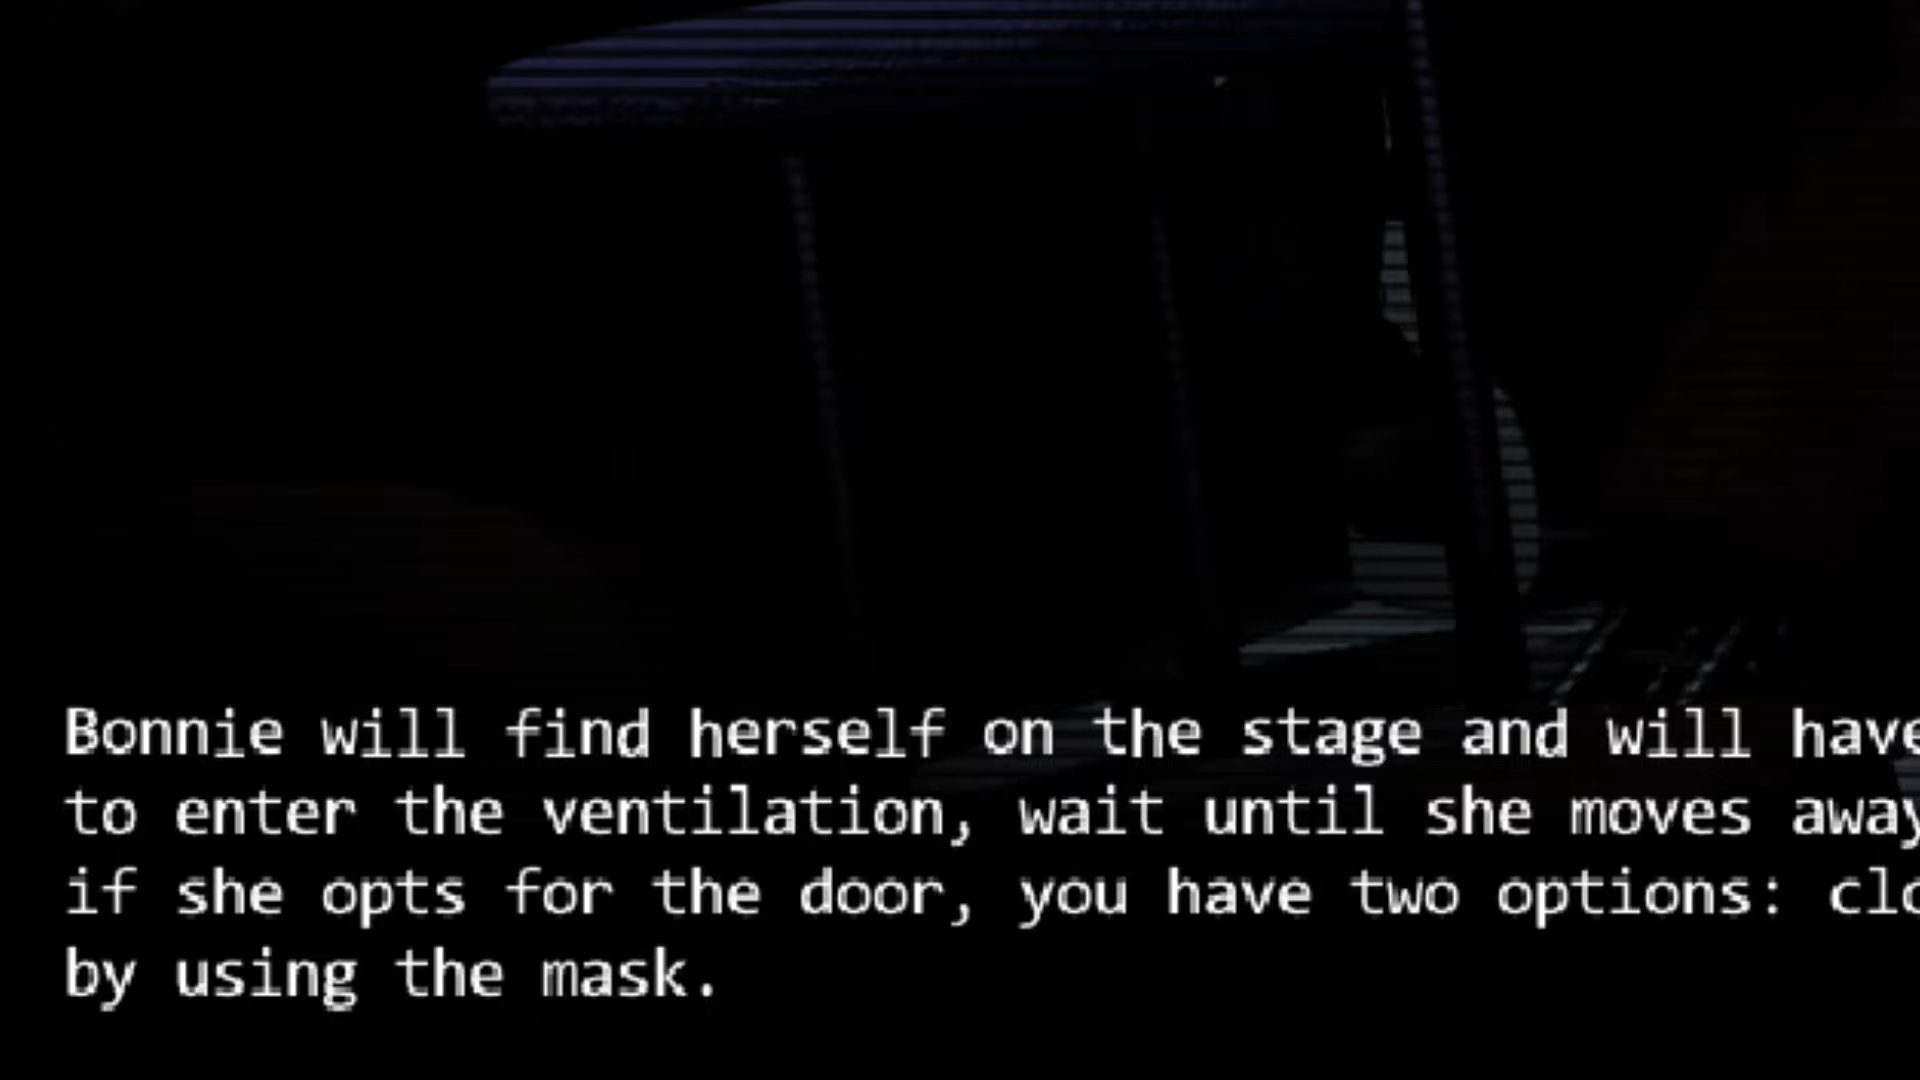 Bonnie will find herself on the stage and will have
to enter the ventilation, wait until she moves away
if she opts for the door, you have two options: clo
by using the mask.